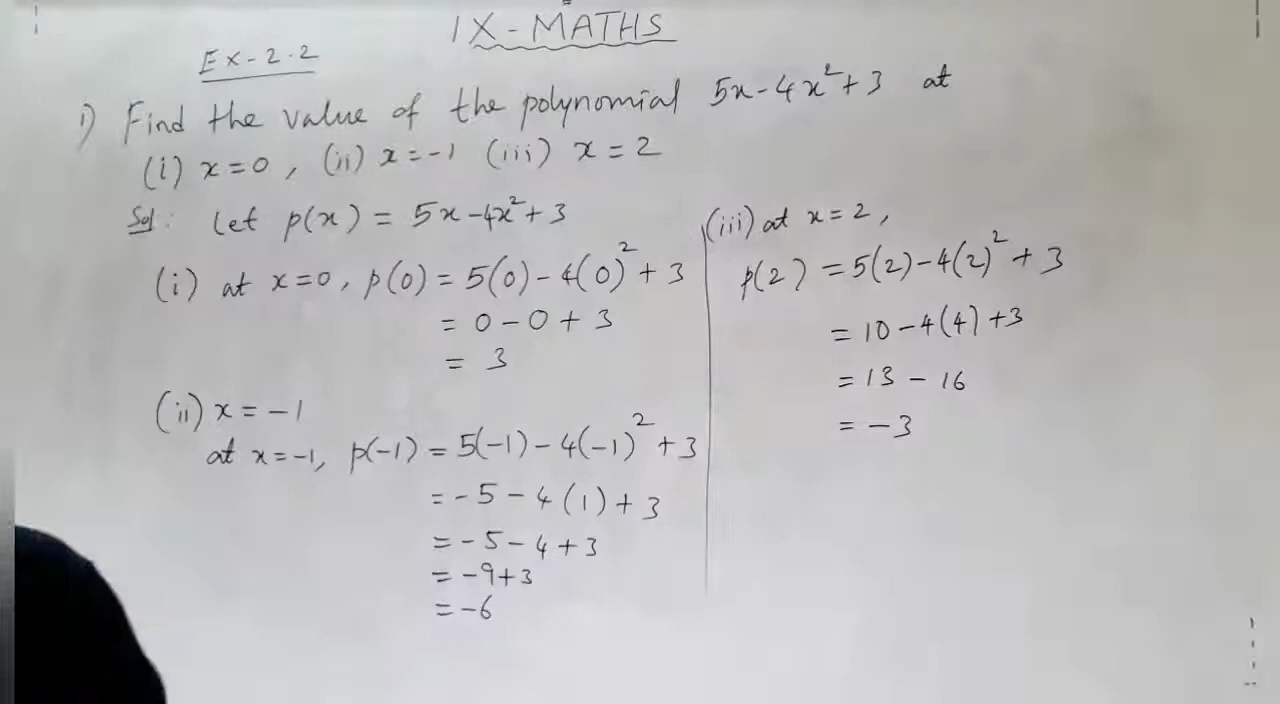 IX-MATHS
Ex-2.2
1) Find the value of the polynomial 5x-4x²+3 at
(i) x=0, (ii) x=-1 (iii) x=2
Sol: Let p(x) = 5x-4x²+3
(i) at x=0, p(0) = 5(0)-4(0)²+3
= 0-0+3
= 3
(ii) x=-1
at x=-1, p(-1) = 5(-1)-4(-1)²+3
=-5-4(1)+3
=-5-4+3
=-9+3
=-6
(iii) at x=2,
p(2) =5(2)-4(2)²+3
=10-4(4)+3
=13-16
=-3